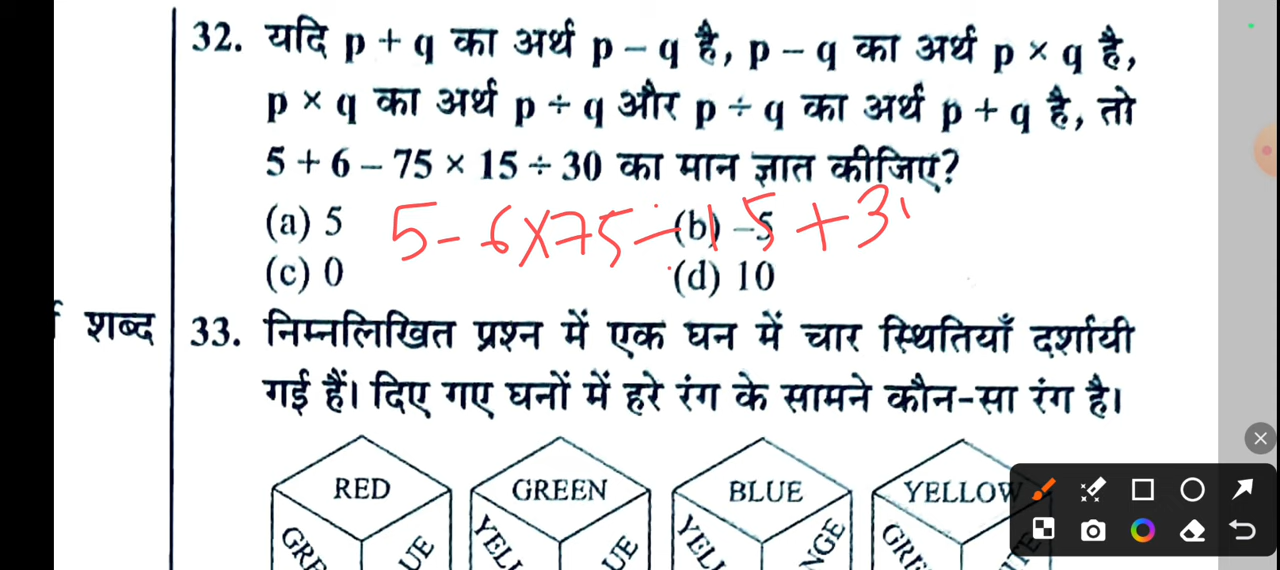 32. यदि p + q का अर्थ p – q है, p – q का अर्थ p × q है,
p × q का अर्थ p ÷ q और p ÷ q का अर्थ p + q है, तो
5 + 6 – 75 × 15 ÷ 30 का मान ज्ञात कीजिए?
(a) 5 (b) –5
5 - 6 × 75 ÷ 15 + 3
(c) 0 (d) 10
शब्द
33. निम्नलिखित प्रश्न में एक घन में चार स्थितियाँ दर्शायी
गई हैं। दिए गए घनों में हरे रंग के सामने कौन-सा रंग है।
RED GREEN BLUE YELLOW